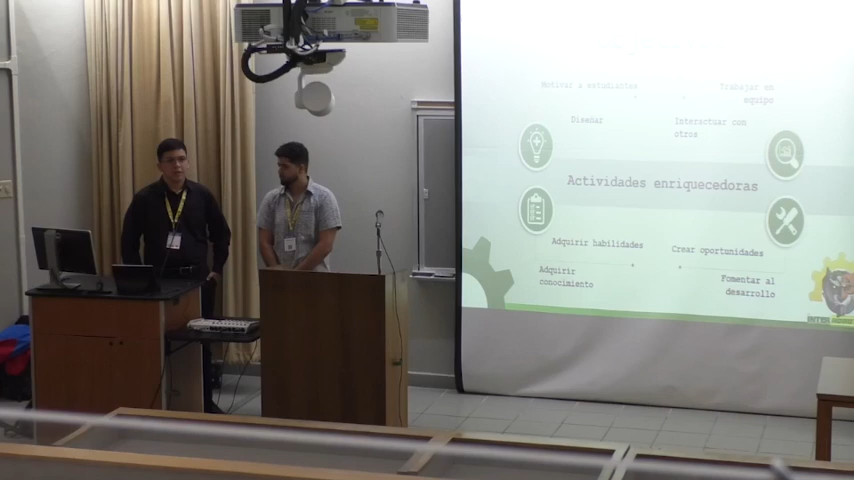 Motivar a estudiantes
Trabajar en
equipo
Diseñar
Interactuar con
otros
Actividades enriquecedoras
Adquirir habilidades
Crear oportunidades
Adquirir
conocimiento
Fomentar al
desarrollo
INTER